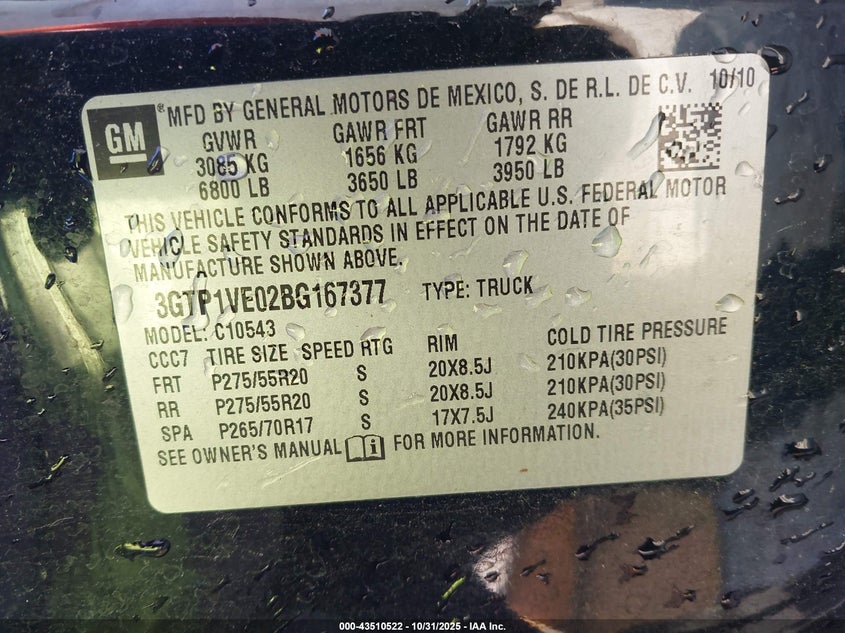 GM
® MFD BY GENERAL MOTORS DE MEXICO, S. DE R.L. DE C.V. 10/10
GVWR GAWR FRT GAWR RR
3085 KG 1656 KG 1792 KG
6800 LB 3650 LB 3950 LB
THIS VEHICLE CONFORMS TO ALL APPLICABLE U.S. FEDERAL MOTOR
VEHICLE SAFETY STANDARDS IN EFFECT ON THE DATE OF
MANUFACTURE SHOWN ABOVE.
3GTP1VE02BG167377 TYPE: TRUCK
MODEL: C10543
CCC7 TIRE SIZE SPEED RTG RIM COLD TIRE PRESSURE
FRT P275/55R20 S 20X8.5J 210KPA(30PSI)
RR P275/55R20 S 20X8.5J 210KPA(30PSI)
SPA P265/70R17 S 17X7.5J 240KPA(35PSI)
SEE OWNER'S MANUAL FOR MORE INFORMATION.
000-43510522 - 10/31/2025 - IAA Inc.